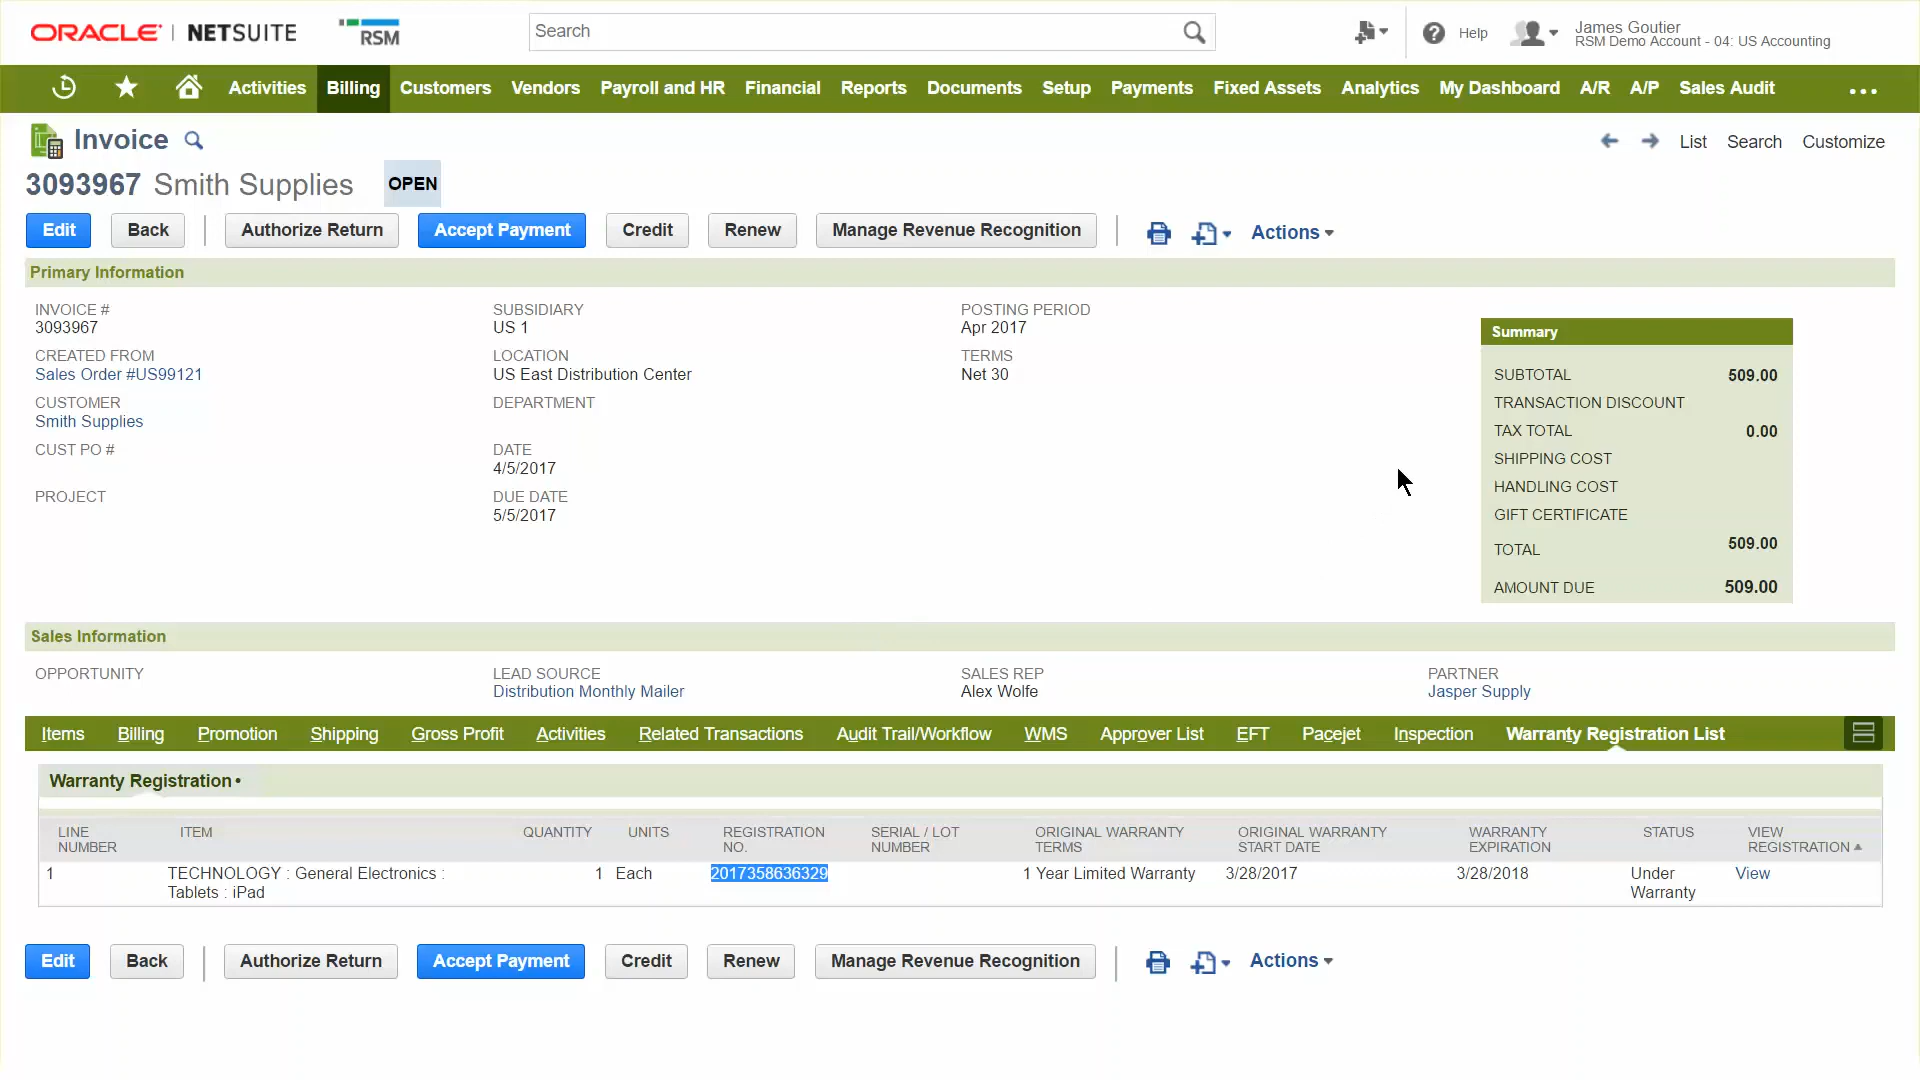 ORACLE | NETSUITE RSM Search Help James Goutier
RSM Demo Account - 04: US Accounting
Activities Billing Customers Vendors Payroll and HR Financial Reports Documents Setup Payments Fixed Assets Analytics My Dashboard A/R A/P Sales Audit ...
Invoice List Search Customize
3093967 Smith Supplies OPEN
Edit Back Authorize Return Accept Payment Credit Renew Manage Revenue Recognition Actions
Primary Information
INVOICE # SUBSIDIARY POSTING PERIOD
3093967 US 1 Apr 2017
Summary
CREATED FROM LOCATION TERMS
Sales Order #US99121 US East Distribution Center Net 30
SUBTOTAL 509.00
CUSTOMER DEPARTMENT TRANSACTION DISCOUNT
Smith Supplies
TAX TOTAL 0.00
CUST PO # DATE
SHIPPING COST
4/5/2017
HANDLING COST
PROJECT DUE DATE
5/5/2017
GIFT CERTIFICATE
TOTAL 509.00
AMOUNT DUE 509.00
Sales Information
OPPORTUNITY LEAD SOURCE SALES REP PARTNER
Distribution Monthly Mailer Alex Wolfe Jasper Supply
Items Billing Promotion Shipping Gross Profit Activities Related Transactions Audit Trail/Workflow WMS Approver List EFT Pacejet Inspection Warranty Registration List
Warranty Registration •
LINE ITEM QUANTITY UNITS REGISTRATION SERIAL / LOT ORIGINAL WARRANTY ORIGINAL WARRANTY WARRANTY STATUS VIEW
NUMBER NO. NUMBER TERMS START DATE EXPIRATION REGISTRATION
1 TECHNOLOGY : General Electronics : 1 Each 2017358636329 1 Year Limited Warranty 3/28/2017 3/28/2018 Under View
Tablets : iPad Warranty
Edit Back Authorize Return Accept Payment Credit Renew Manage Revenue Recognition Actions